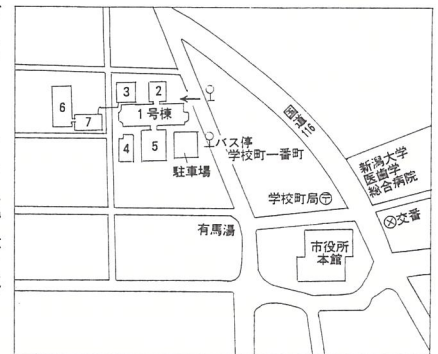 3
2
6
7
1号棟
4
5
駐車場
バス停
学校町一番町
国道116
新潟大学
医歯学
総合病院
学校町局〒
交番
有馬湯
市役所
本館